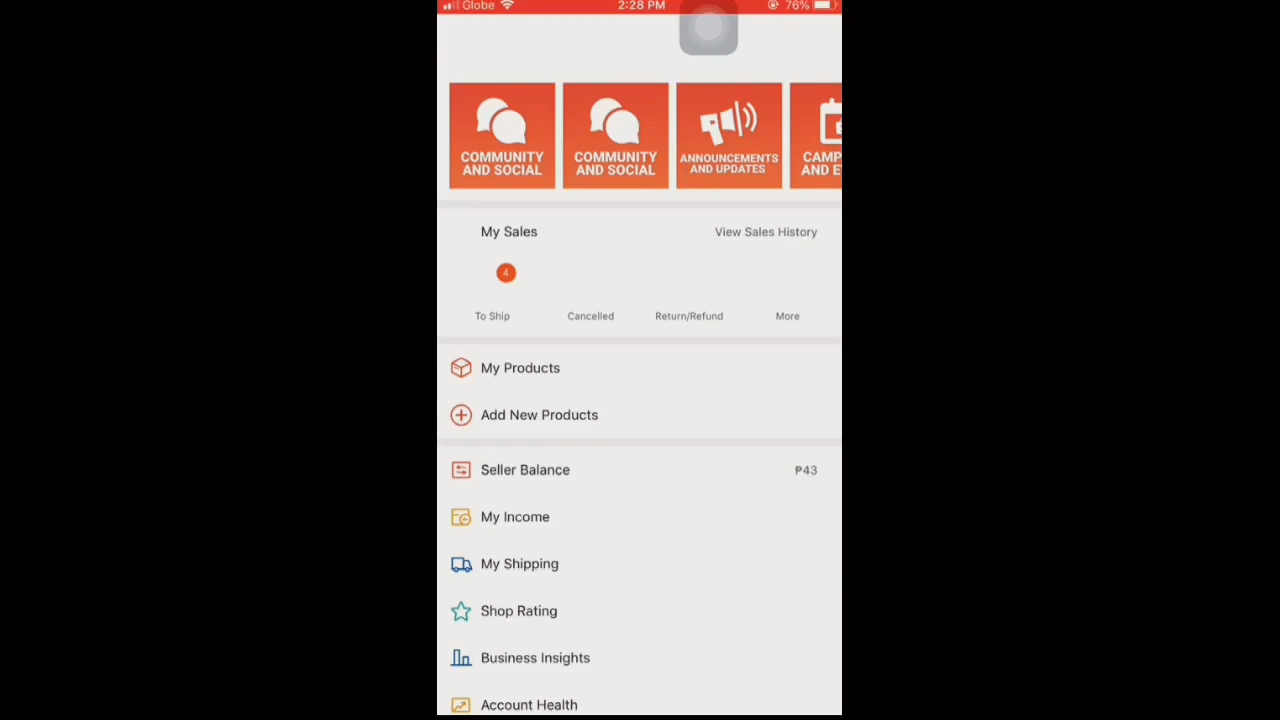 Globe 2:28 PM 76%
COMMUNITY
AND SOCIAL
COMMUNITY
AND SOCIAL
ANNOUNCEMENTS
AND UPDATES
CAMP
AND E
My Sales View Sales History
4
To Ship Cancelled Return/Refund More
My Products
Add New Products
Seller Balance ₱43
My Income
My Shipping
Shop Rating
Business Insights
Account Health